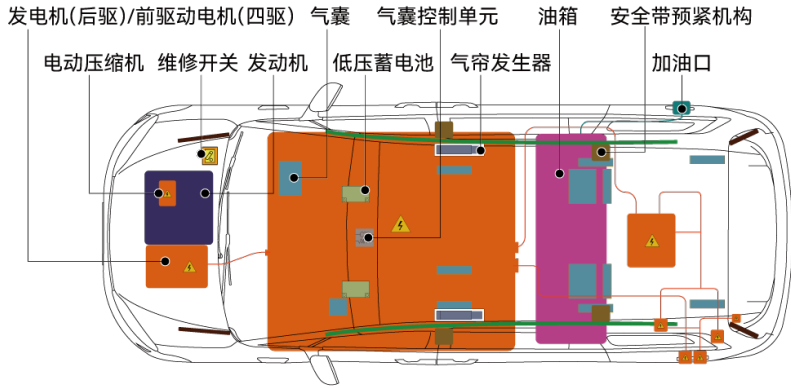 发电机(后驱)/前驱动电机(四驱) 气囊 气囊控制单元 油箱 安全带预紧机构
电动压缩机 维修开关 发动机 低压蓄电池 气帘发生器 加油口